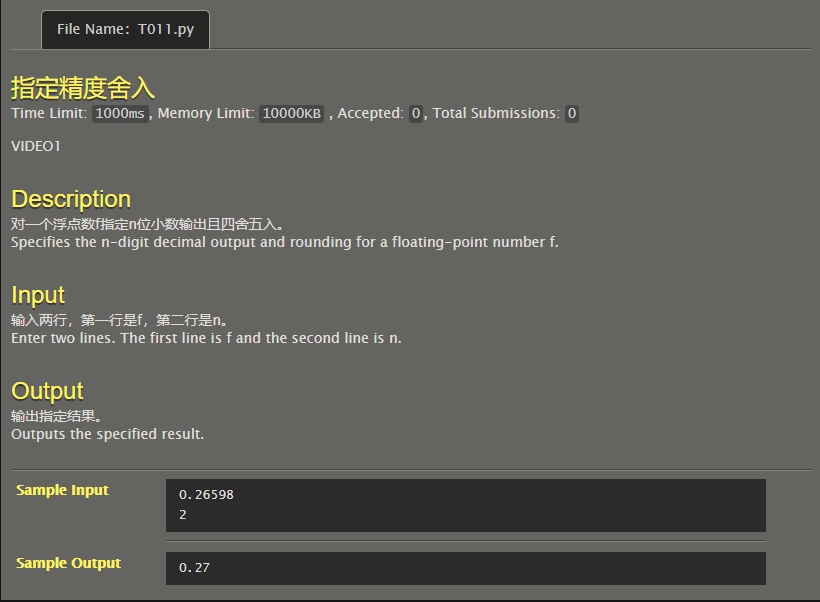 File Name: T011.py
指定精度舍入
Time Limit: 1000ms, Memory Limit: 10000KB , Accepted: 0, Total Submissions: 0
VIDEO1
Description
对一个浮点数f指定n位小数输出且四舍五入。
Specifies the n-digit decimal output and rounding for a floating-point number f.
Input
输入两行，第一行是f，第二行是n。
Enter two lines. The first line is f and the second line is n.
Output
输出指定结果。
Outputs the specified result.
Sample Input
0.26598
2
Sample Output
0.27